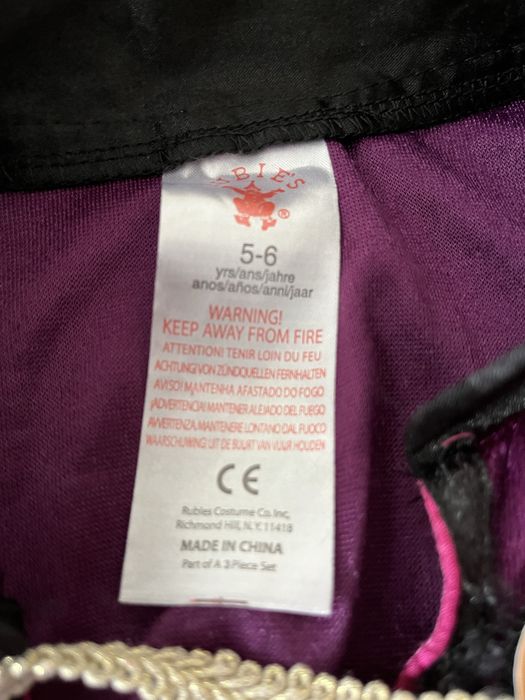 RUBIE'S
®
5-6
yrs/ans/jahre
anos/años/anni/jaar
WARNING!
KEEP AWAY FROM FIRE
ATTENTION! TENIR LOIN DU FEU
ACHTUNG! VON ZÜNDQUELLEN FERNHALTEN
AVISO! MANTENHA AFASTADO DO FOGO
¡ADVERTENCIA! MANTENER ALEJADO DEL FUEGO
AVVERTENZA. MANTENERE LONTANO DAL FUOCO
WAARSCHUWING: UIT DE BUURT VAN VUUR HOUDEN
CE
Rubies Costume Co. Inc,
Richmond Hill, N.Y. 11418
MADE IN CHINA
Part of A 3 Piece Set